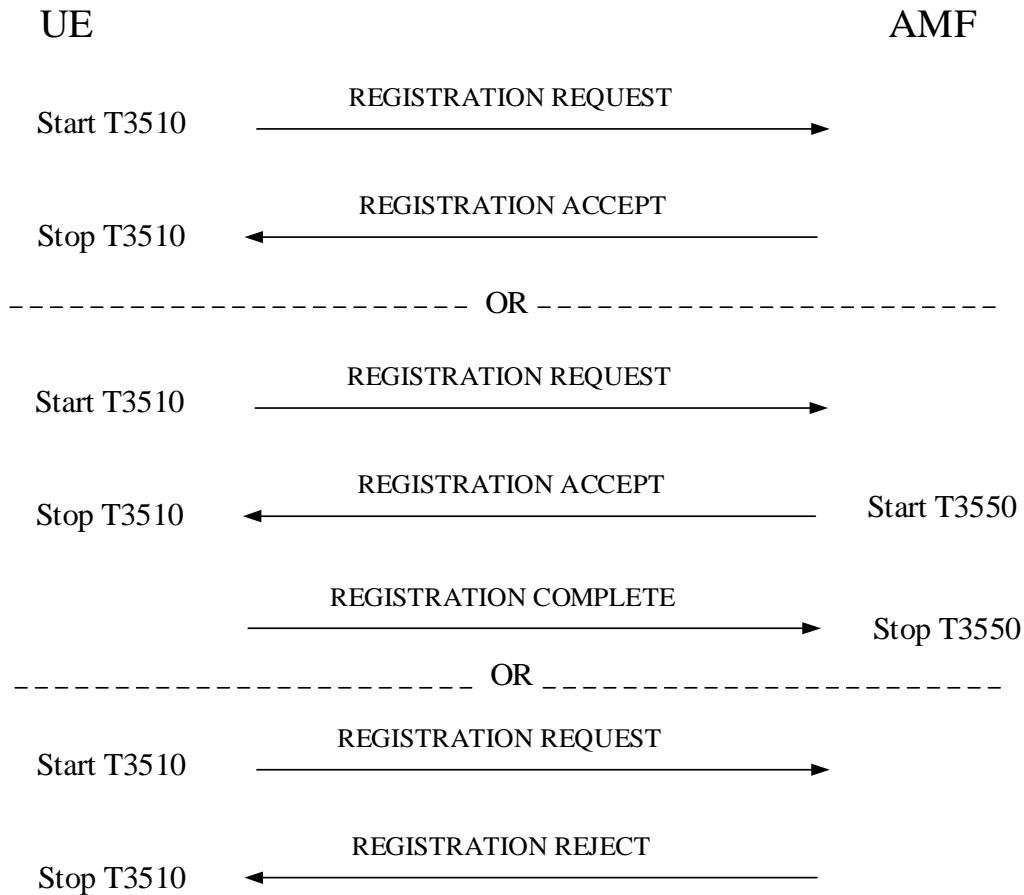 UE AMF
REGISTRATION REQUEST
Start T3510
REGISTRATION ACCEPT
Stop T3510
OR
REGISTRATION REQUEST
Start T3510
REGISTRATION ACCEPT
Stop T3510 Start T3550
REGISTRATION COMPLETE
Stop T3550
OR
REGISTRATION REQUEST
Start T3510
REGISTRATION REJECT
Stop T3510